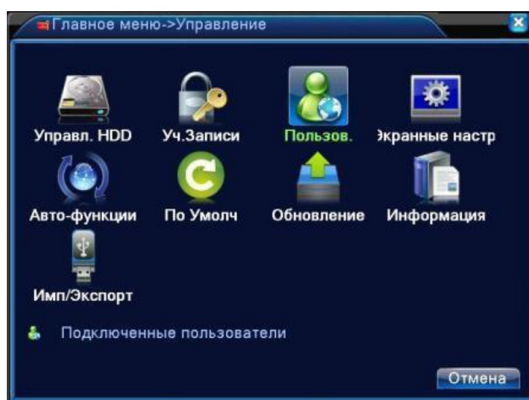 Главное меню->Управление
Управл. HDD Уч.Записи Пользов. Экранные настр
Авто-функции По Умолч Обновление Информация
Имп/Экспорт
Подключенные пользователи
Отмена